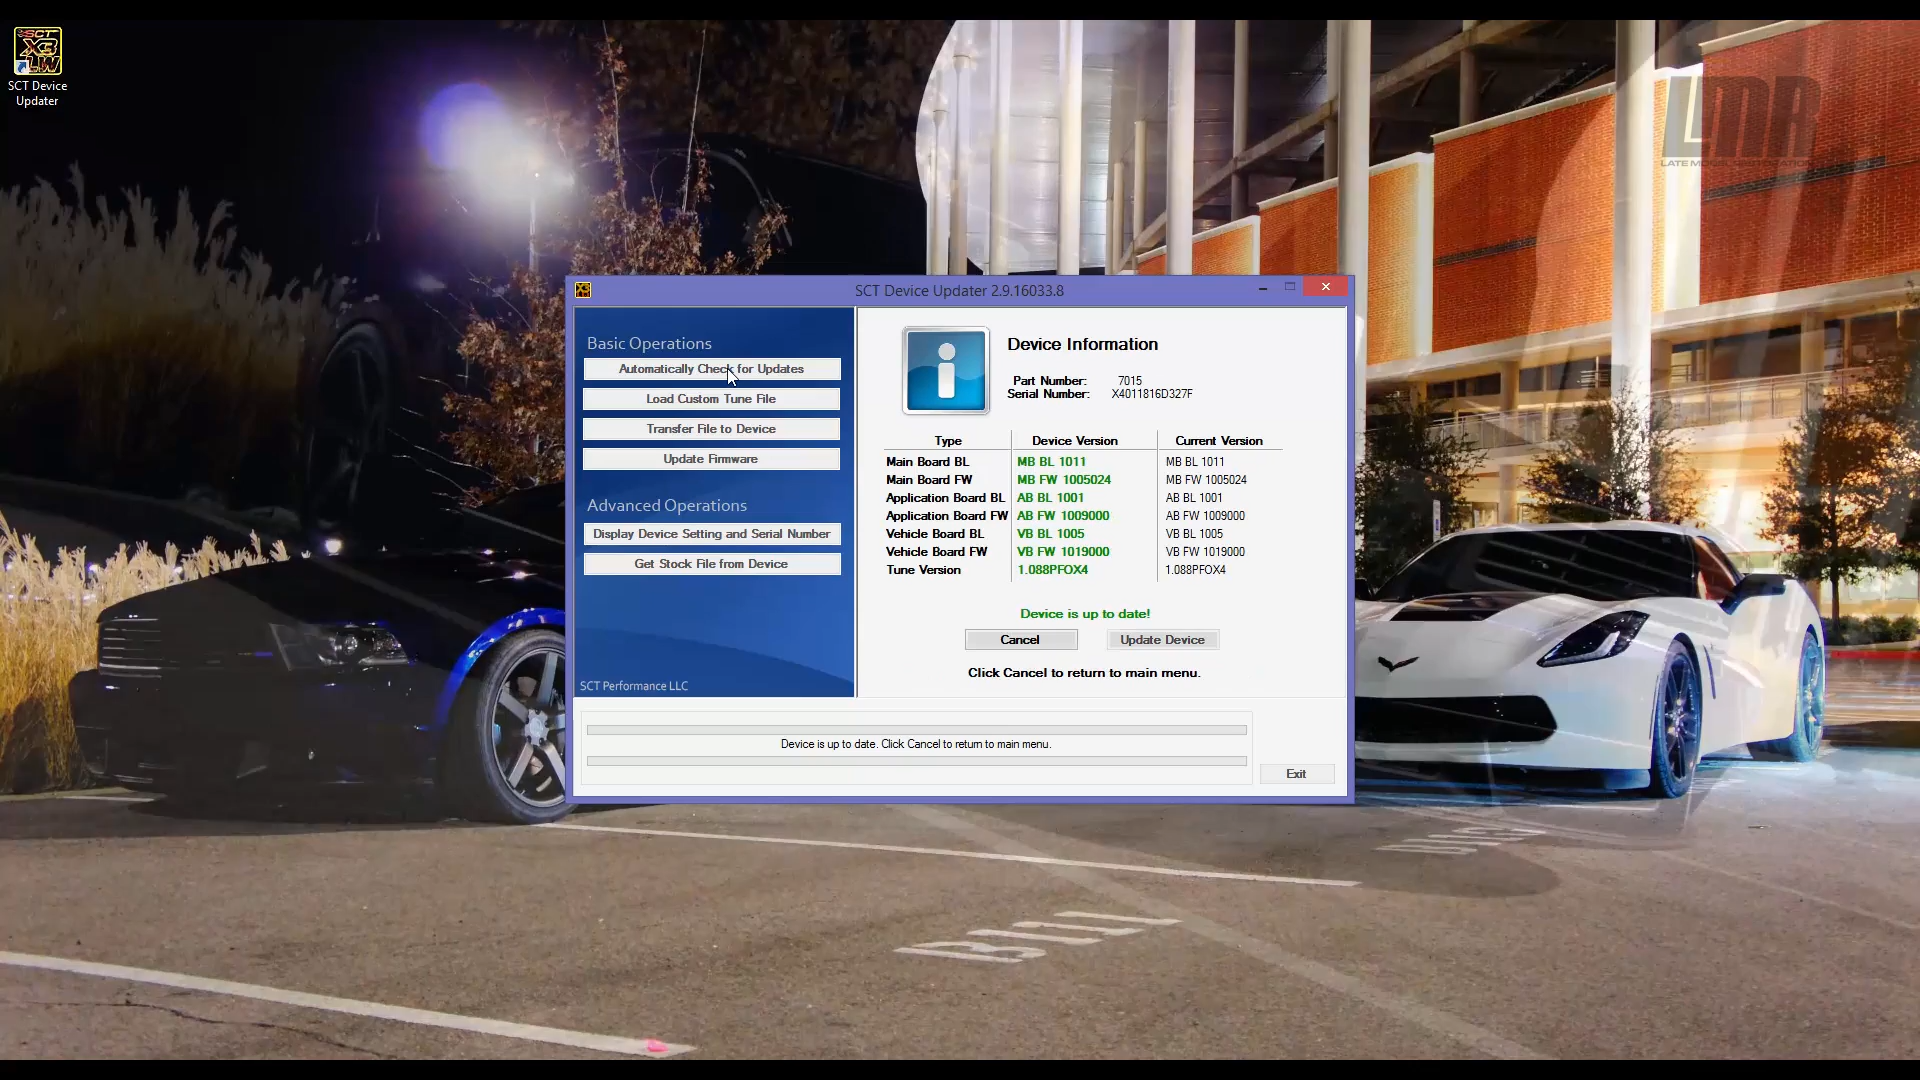 SCT
X3
LW
SCT Device
Updater
LMR
SCT Device Updater 2.9.16033.8
Basic Operations
Automatically Check for Updates
Load Custom Tune File
Transfer File to Device
Update Firmware
Advanced Operations
Display Device Setting and Serial Number
Get Stock File from Device
SCT Performance LLC
Device Information
Part Number: 7015
Serial Number: X4011816D327F
Type Device Version Current Version
Main Board BL MB BL 1011 MB BL 1011
Main Board FW MB FW 1005024 MB FW 1005024
Application Board BL AB BL 1001 AB BL 1001
Application Board FW AB FW 1009000 AB FW 1009000
Vehicle Board BL VB BL 1005 VB BL 1005
Vehicle Board FW VB FW 1019000 VB FW 1019000
Tune Version 1.088PFOX4 1.088PFOX4
Device is up to date!
Cancel Update Device
Click Cancel to return to main menu.
Device is up to date. Click Cancel to return to main menu.
Exit